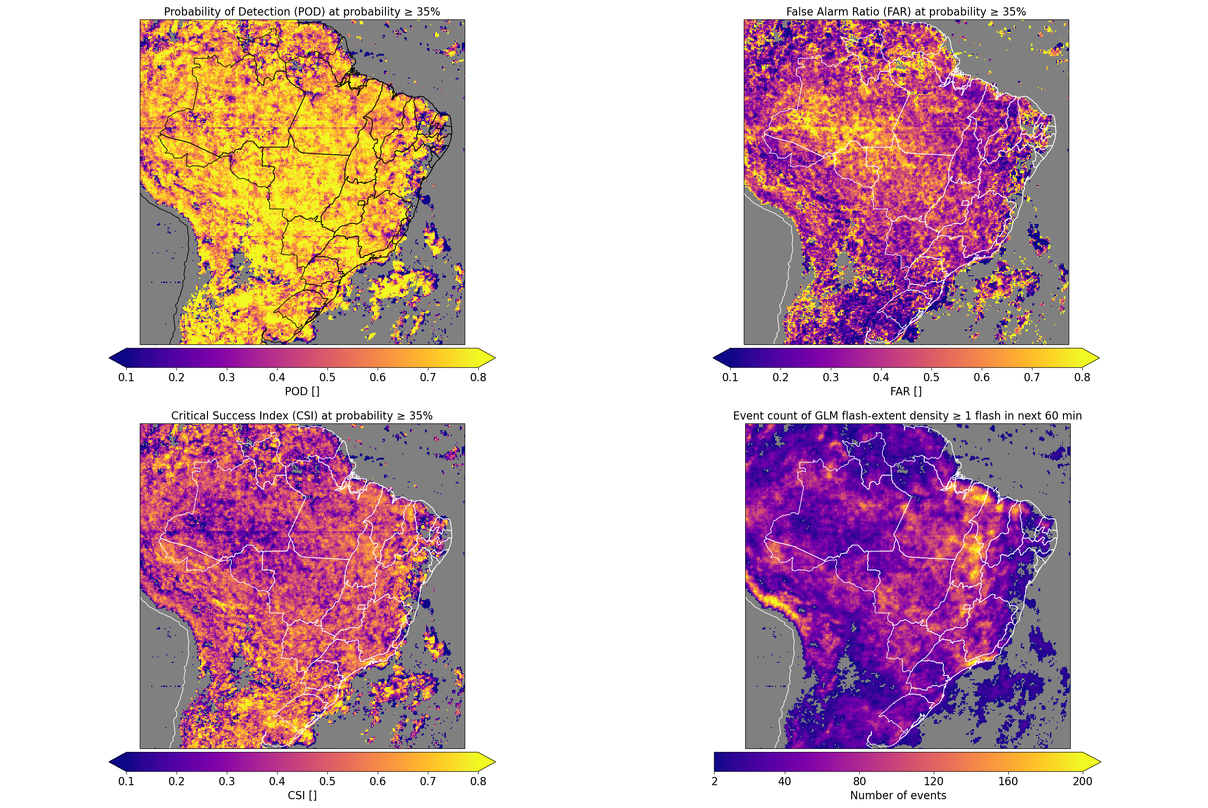 Probability of Detection (POD) at probability ≥ 35%
False Alarm Ratio (FAR) at probability ≥ 35%
0.1 0.2 0.3 0.4 0.5 0.6 0.7 0.8
POD []
0.1 0.2 0.3 0.4 0.5 0.6 0.7 0.8
FAR []
Critical Success Index (CSI) at probability ≥ 35%
Event count of GLM flash-extent density ≥ 1 flash in next 60 min
0.1 0.2 0.3 0.4 0.5 0.6 0.7 0.8
CSI []
2 40 80 120 160 200
Number of events